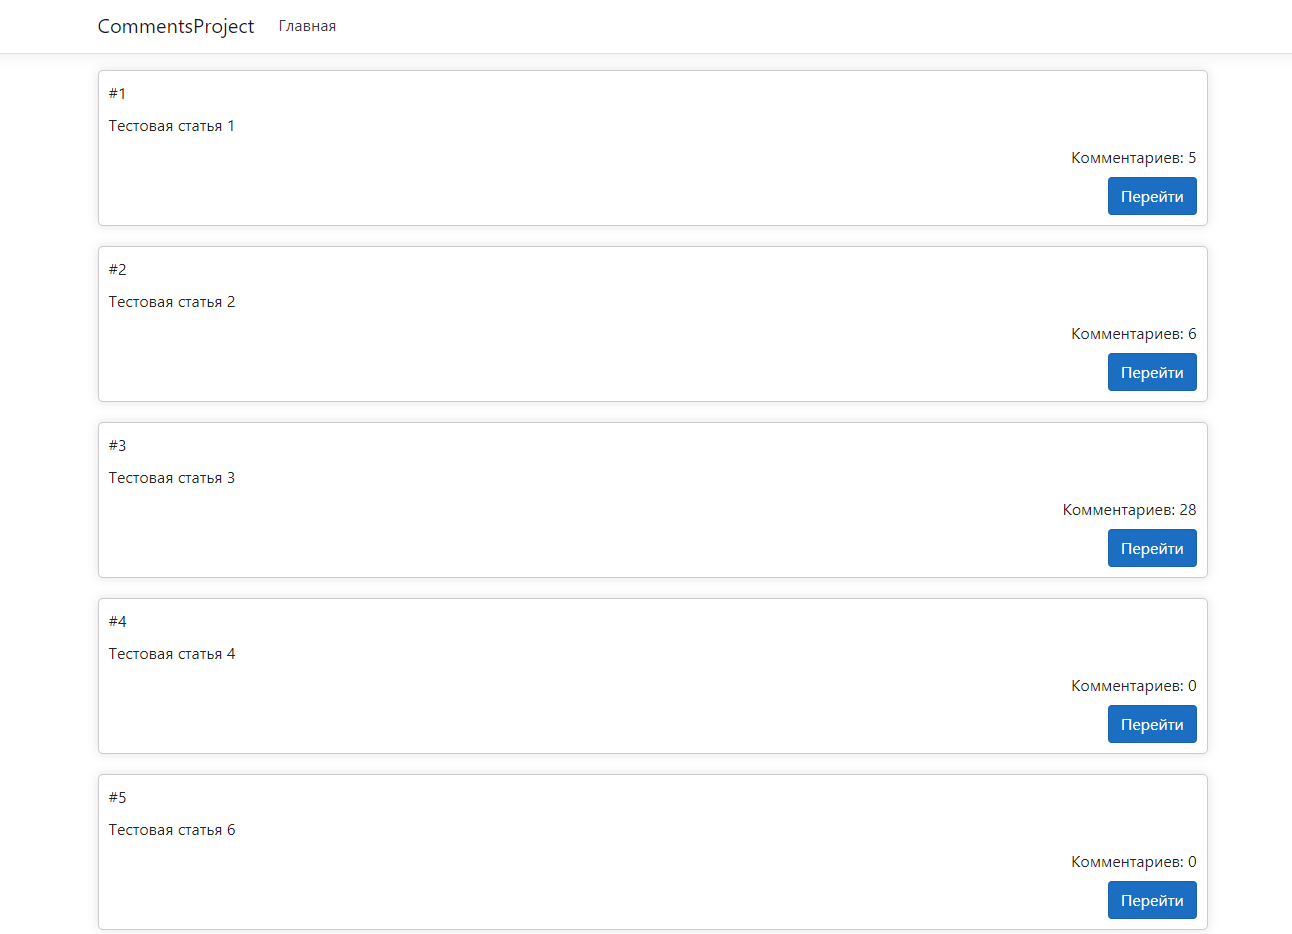 CommentsProject Главная
#1
Тестовая статья 1
Комментариев: 5
Перейти
#2
Тестовая статья 2
Комментариев: 6
Перейти
#3
Тестовая статья 3
Комментариев: 28
Перейти
#4
Тестовая статья 4
Комментариев: 0
Перейти
#5
Тестовая статья 6
Комментариев: 0
Перейти